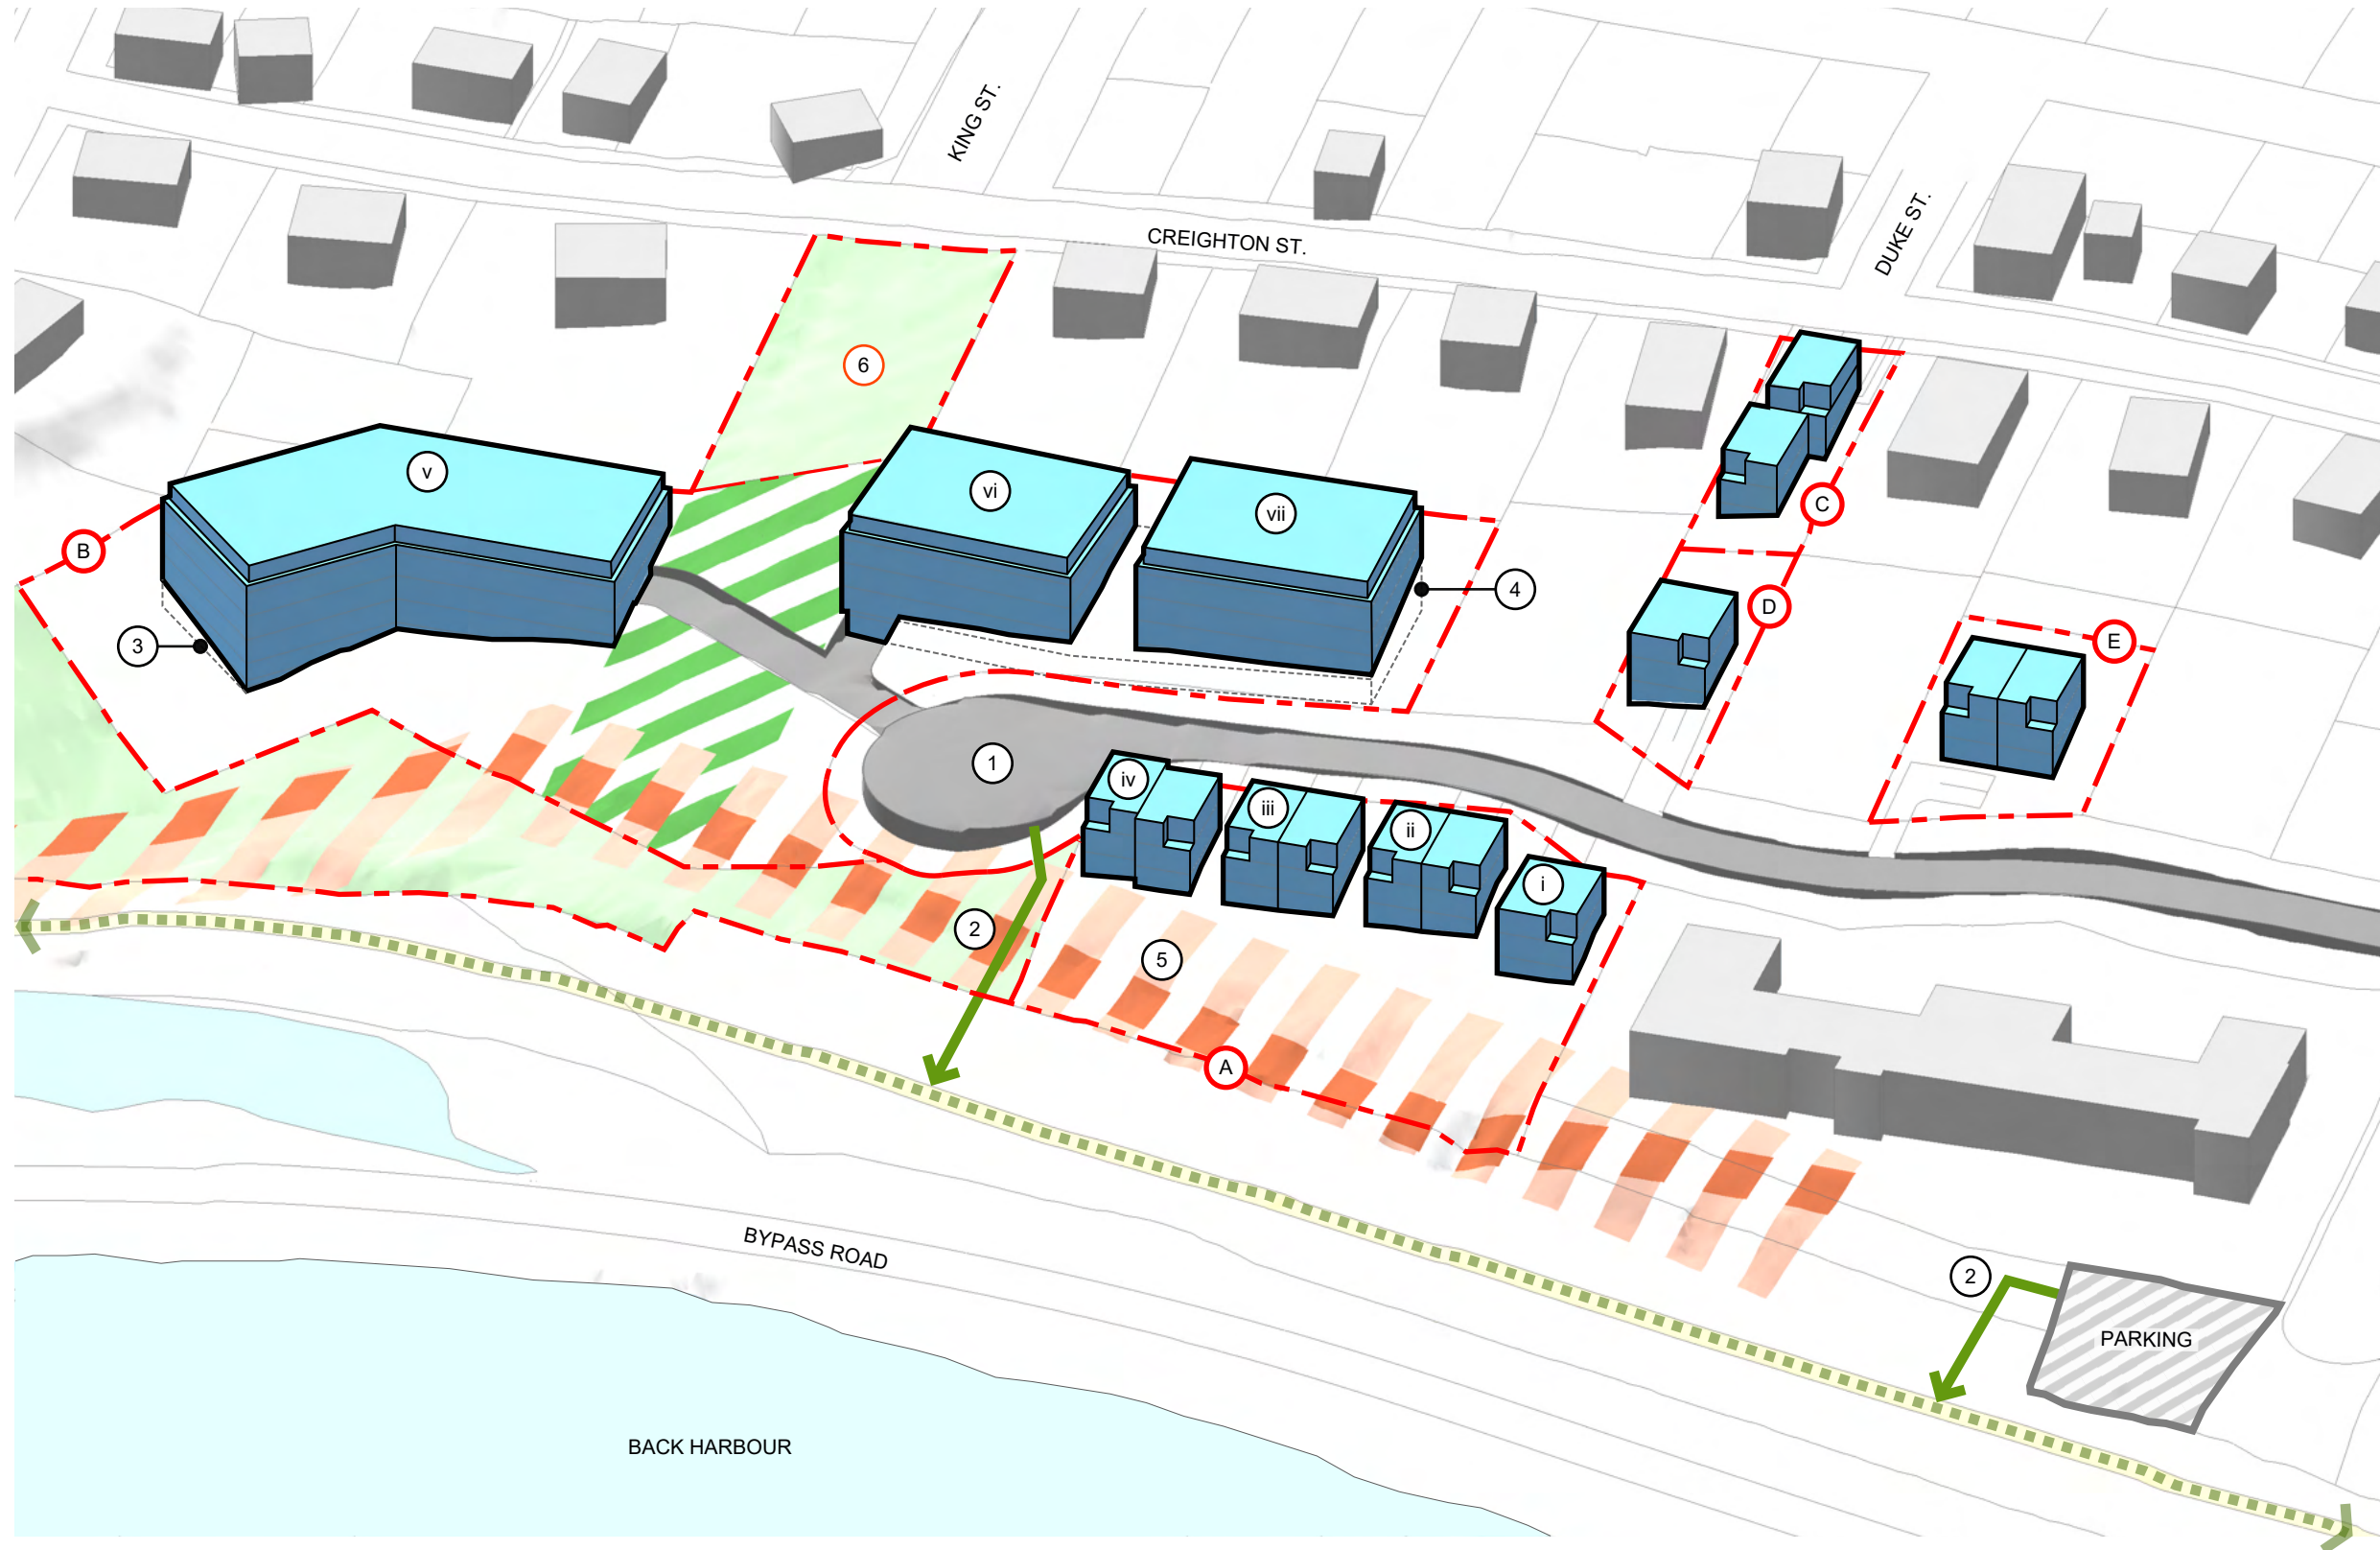 KING ST.
CREIGHTON ST.
DUKE ST.
6
v
vi
vii
C
B
4
D
3
E
1
iv
iii
ii
i
2
5
A
BYPASS ROAD
2
PARKING
BACK HARBOUR